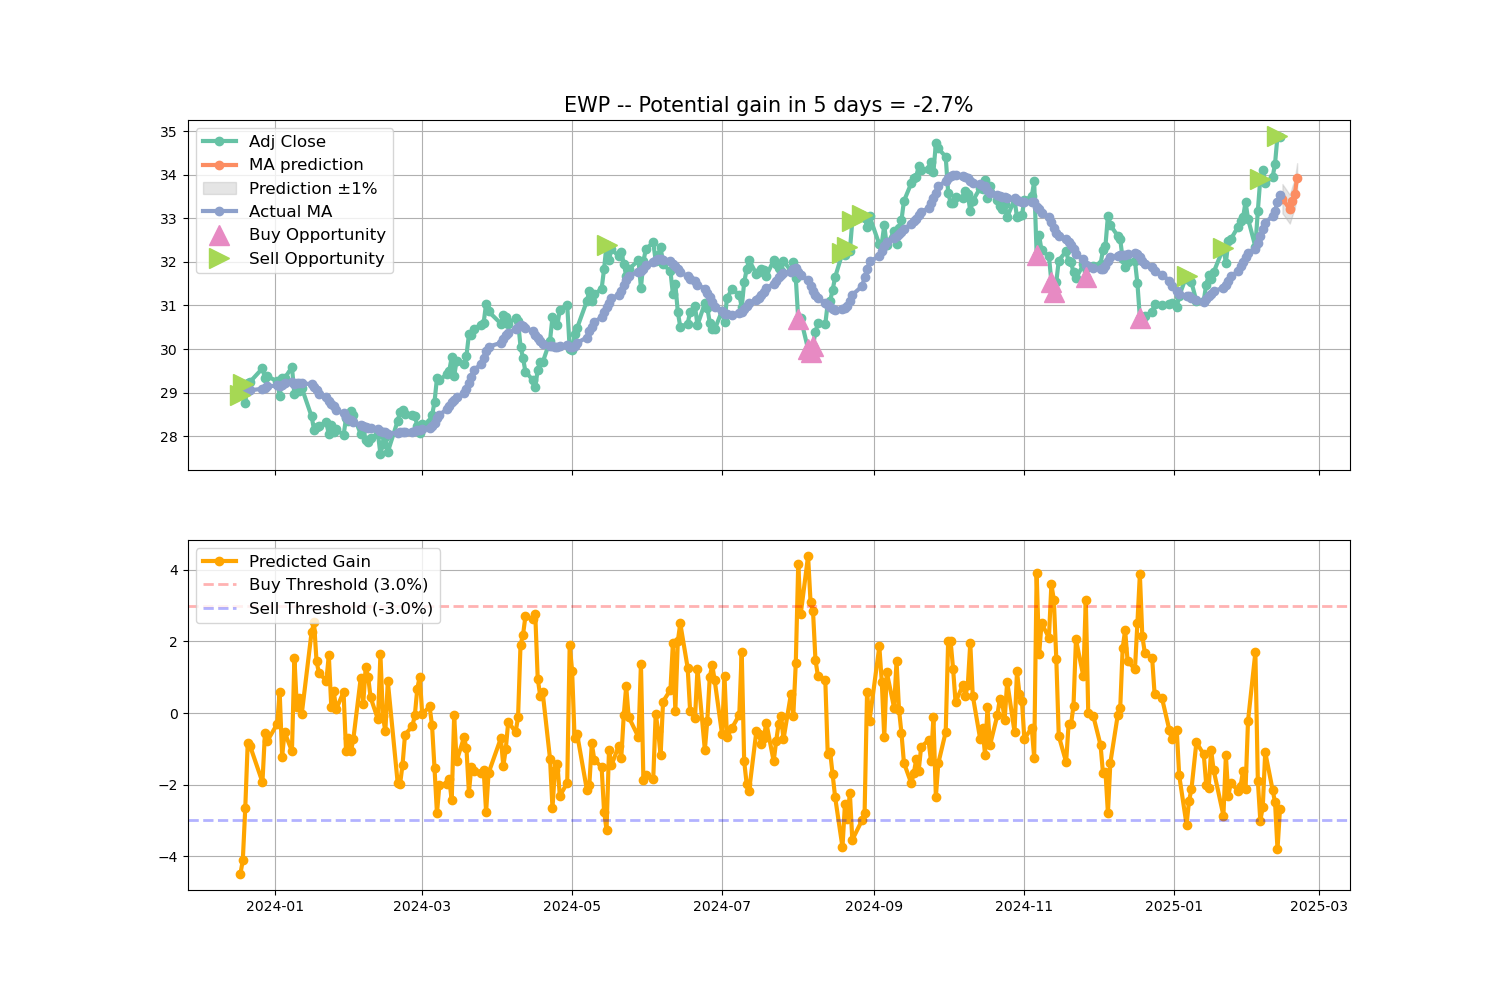 EWP -- Potential gain in 5 days = -2.7%
35
34
33
32
31
30
29
28
Adj Close
MA prediction
Prediction ±1%
Actual MA
Buy Opportunity
Sell Opportunity
4
2
0
−2
−4
Predicted Gain
Buy Threshold (3.0%)
Sell Threshold (-3.0%)
2024-01
2024-03
2024-05
2024-07
2024-09
2024-11
2025-01
2025-03